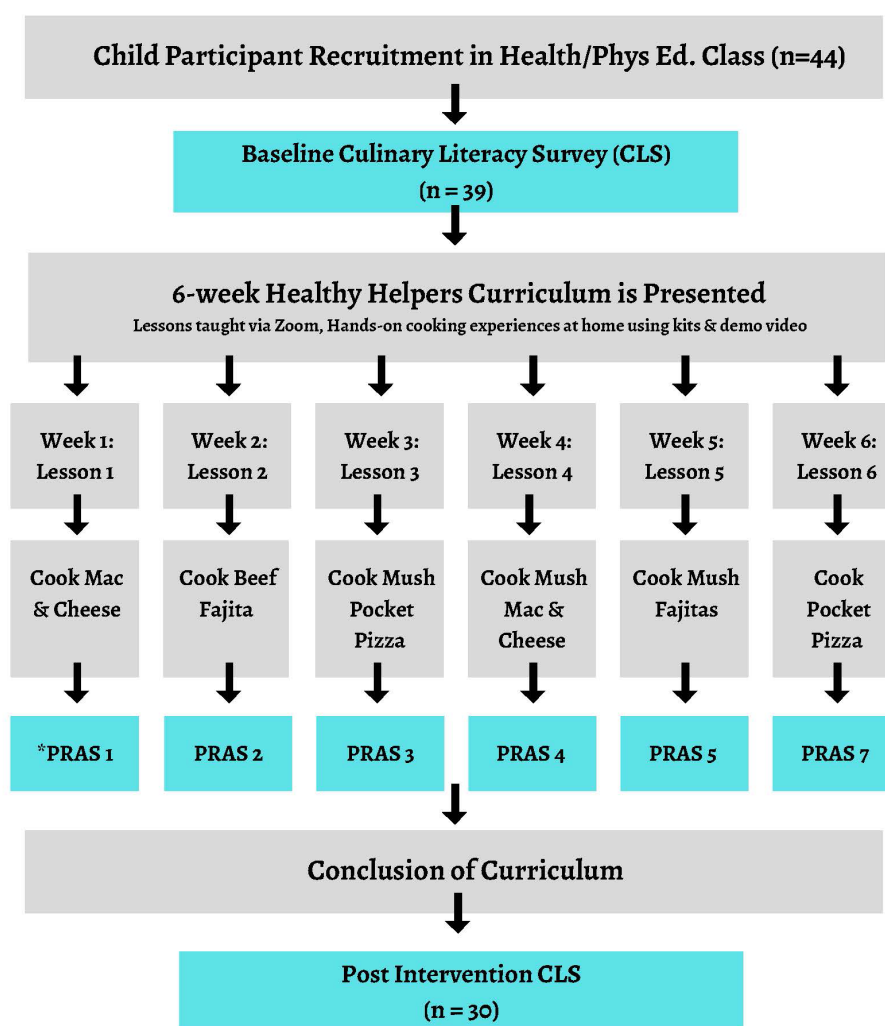 Child Participant Recruitment in Health/Phys Ed. Class (n=44)
Baseline Culinary Literacy Survey (CLS)
(n = 39)
6-week Healthy Helpers Curriculum is Presented
Lessons taught via Zoom, Hands-on cooking experiences at home using kits & demo video
Week 1:
Lesson 1
Week 2:
Lesson 2
Week 3:
Lesson 3
Week 4:
Lesson 4
Week 5:
Lesson 5
Week 6:
Lesson 6
Cook Mac
& Cheese
Cook Beef
Fajita
Cook Mush
Pocket
Pizza
Cook Mush
Mac &
Cheese
Cook Mush
Fajitas
Cook
Pocket
Pizza
*PRAS 1
PRAS 2
PRAS 3
PRAS 4
PRAS 5
PRAS 7
Conclusion of Curriculum
Post Intervention CLS
(n = 30)